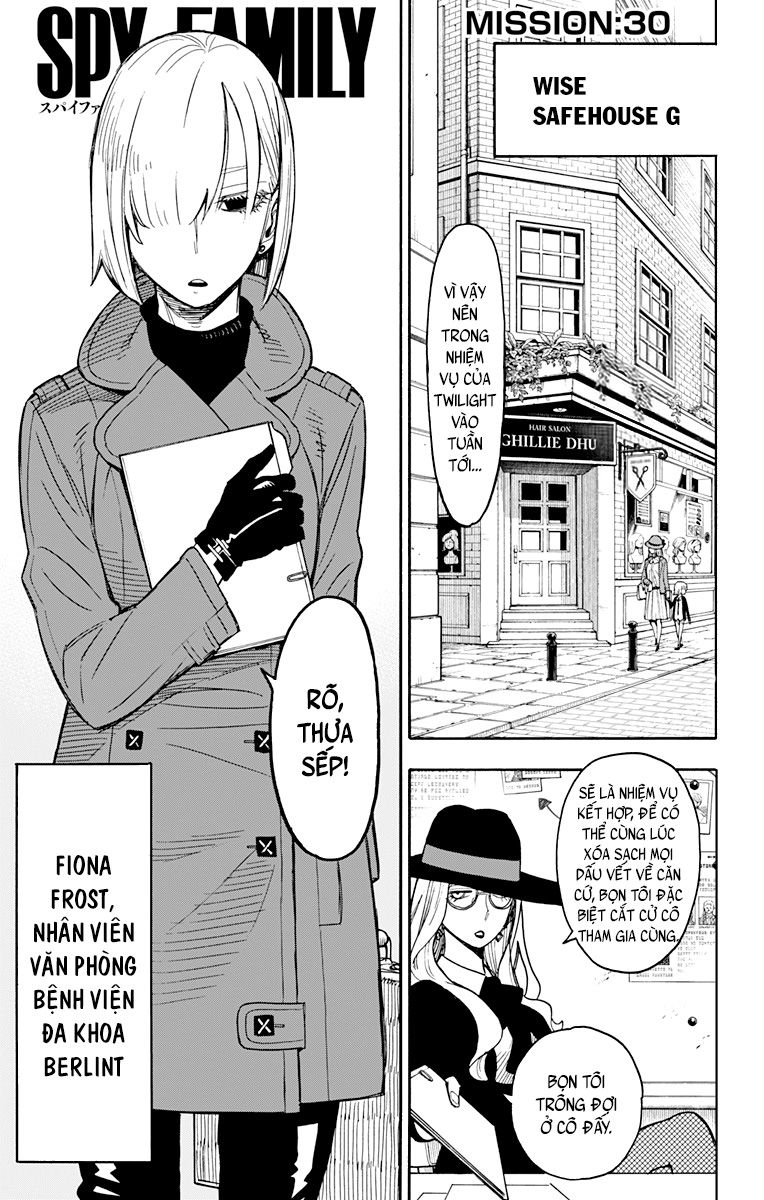 MISSION:30
WISE
SAFEHOUSE G
VÌ VẬY
NÊN
TRONG
NHIỆM
VỤ CỦA
TWILIGHT
VÀO
TUẦN
TỚI...
HAIR SALON
GHILLIE DHU
SẼ LÀ NHIỆM VỤ
KẾT HỢP, ĐỂ CÓ
THỂ CÙNG LÚC
XÓA SẠCH MỌI
DẤU VẾT VỀ CĂN
CỨ, BỌN TÔI ĐẶC
BIỆT CẮT CỬ CÔ
THAM GIA CÙNG.
BỌN TÔI
TRÔNG ĐỢI
Ở CÔ ĐẤY.
SPY FAMILY
スパイファ
RÕ,
THƯA
SẾP!
FIONA
FROST,
NHÂN VIÊN
VĂN PHÒNG
BỆNH VIỆN
ĐA KHOA
BERLINT